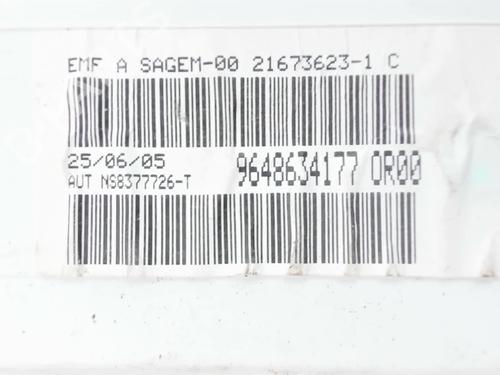 EMF A SAGEM-00 21673623-1 C
25/06/05
AUT NS8377726-T
9648634177 0R00